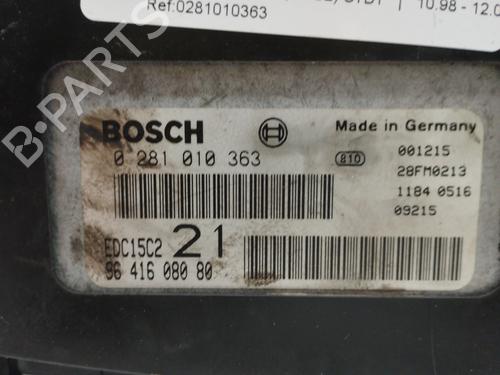 Ref:0281010363
10.98 - 12.0
B-PARTS
BOSCH
Made in Germany
0 281 010 363
810
001215
28FM0213
1184 0516
09215
EDC15C2 21
96 416 080 80